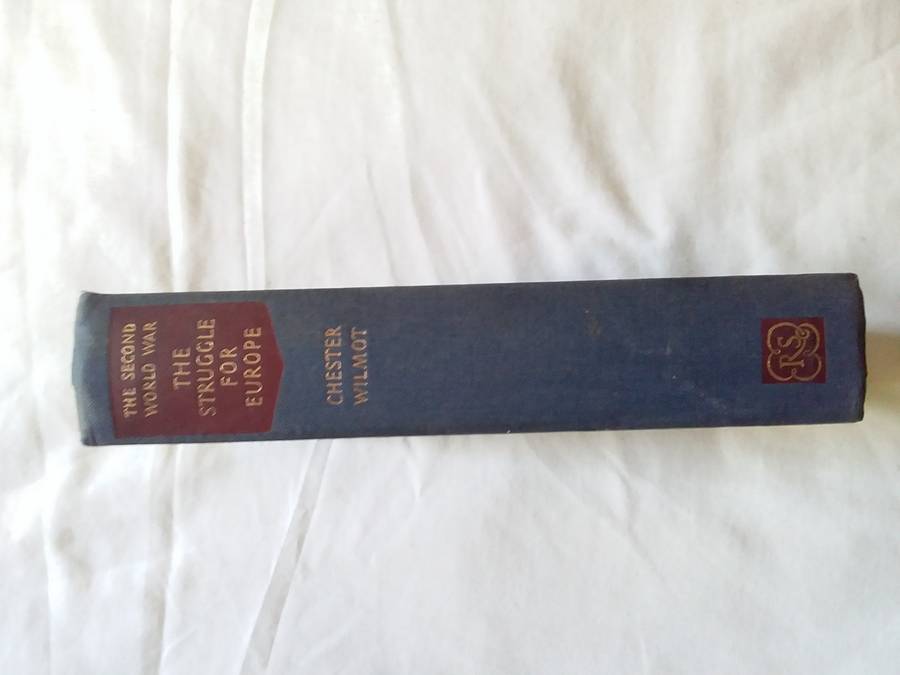 THE SECOND
WORLD WAR
THE
STRUGGLE
FOR
EUROPE
CHESTER
WILMOT
RS